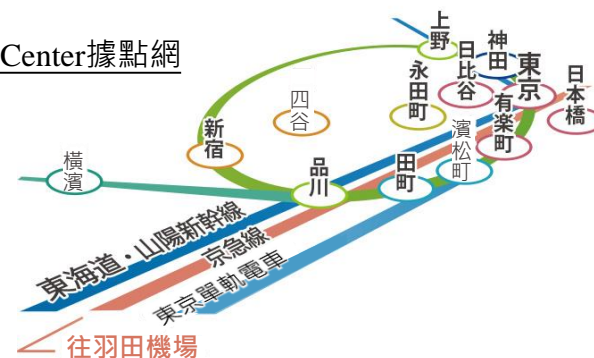 Center據點網
上野
神田
日比谷
東京
日本橋
永田町
有楽町
四谷
新宿
濱松町
橫濱
品川
田町
東海道・山陽新幹線
京急線
東京單軌電車
往羽田機場